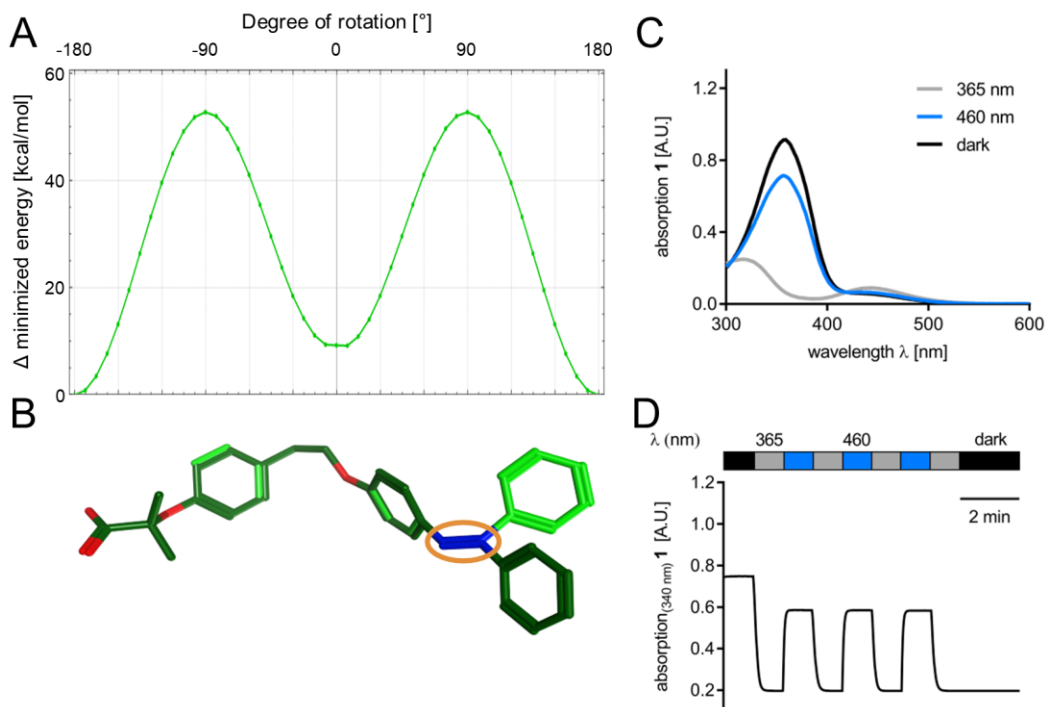 A
Degree of rotation [°]
-180 -90 0 90 180
60
40
20
0
Δ minimized energy [kcal/mol]
B
C
1.2
0.8
0.4
0.0
absorption 1 [A.U.]
365 nm
460 nm
dark
300 400 500 600
wavelength λ [nm]
D
λ (nm) 365 460 dark
1.2
1.0
0.8
0.6
0.4
0.2
absorption(340 nm) 1 [A.U.]
2 min